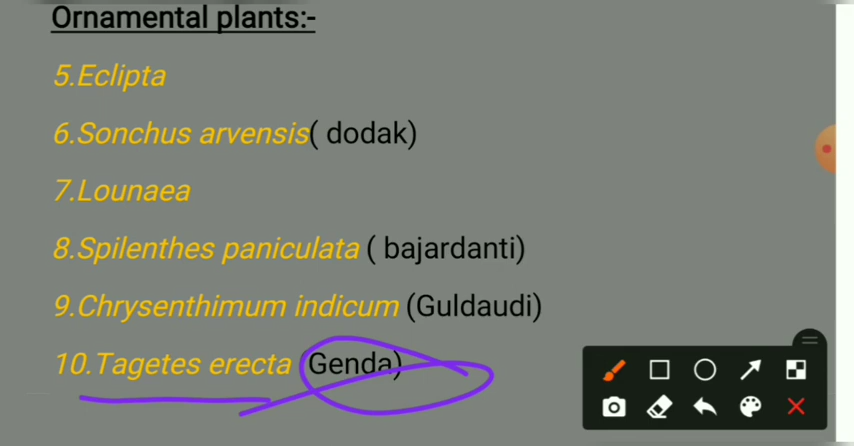 Ornamental plants:-
5.Eclipta
6.Sonchus arvensis( dodak)
7.Lounaea
8.Spilenthes paniculata ( bajardanti)
9.Chrysenthimum indicum (Guldaudi)
10.Tagetes erecta (Genda)